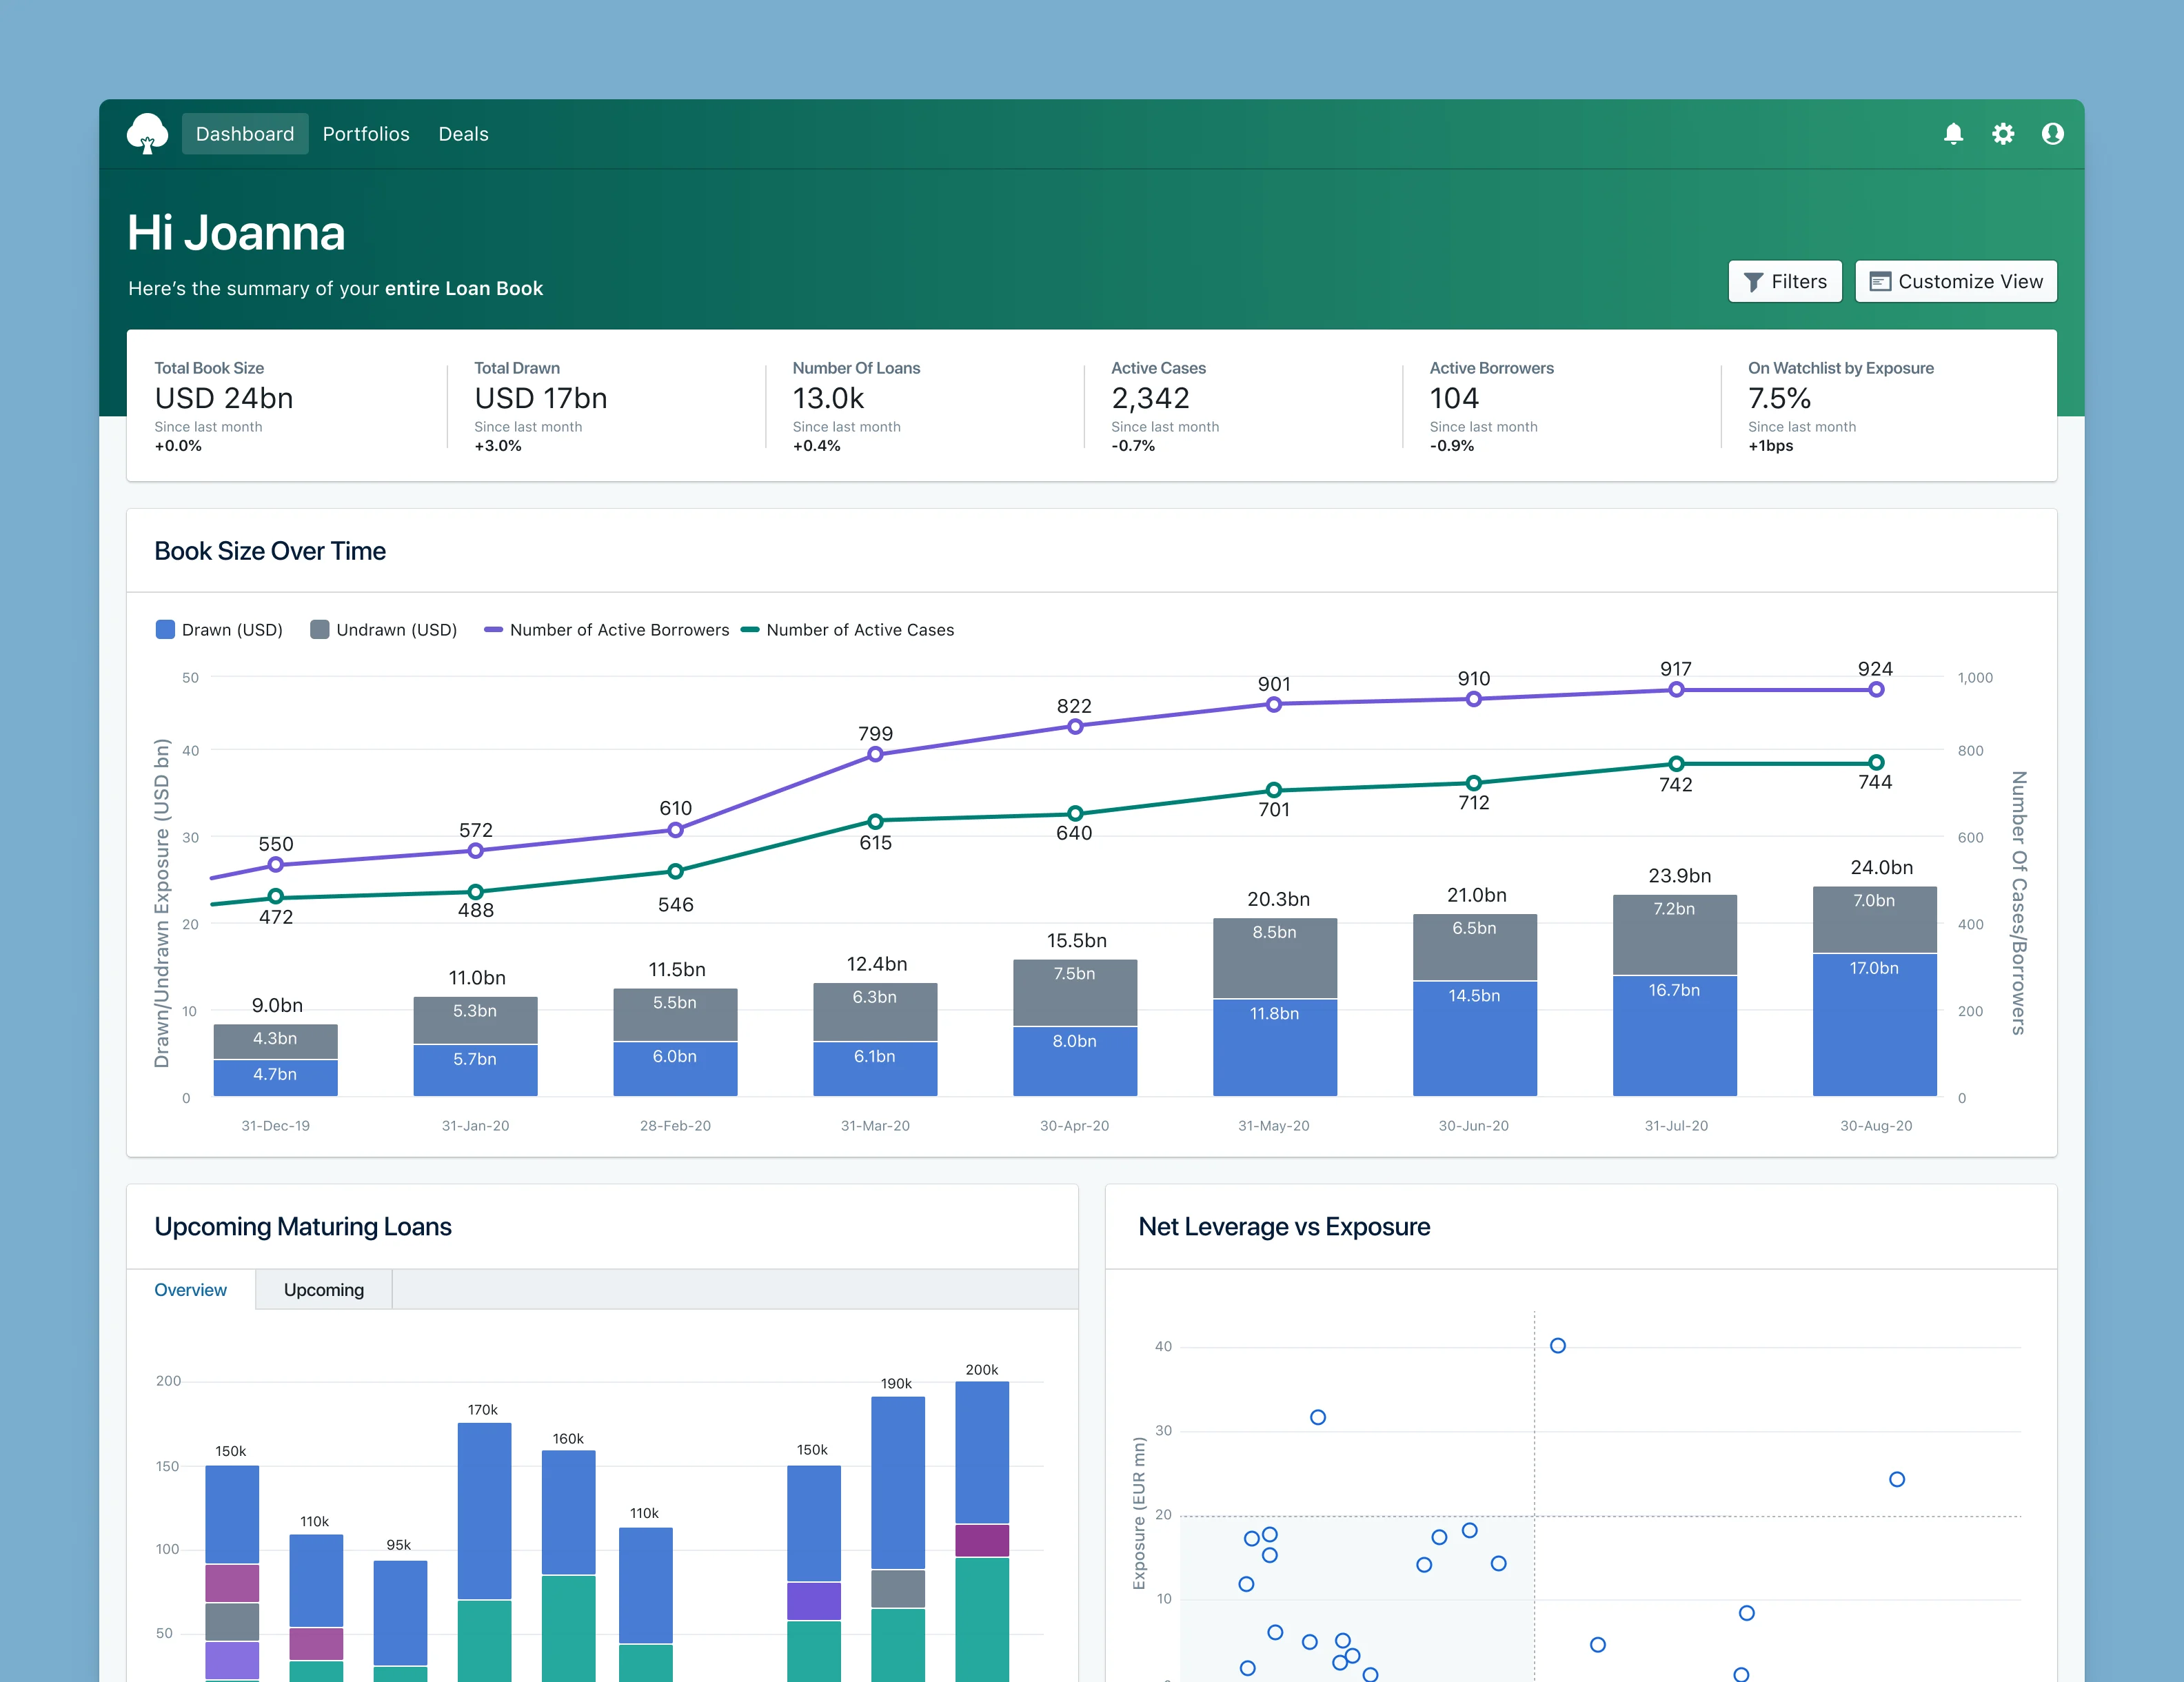 Dashboard Portfolios Deals
Hi Joanna
Here’s the summary of your entire Loan Book
Filters Customize View
Total Book Size
USD 24bn
Since last month
+0.0%
Total Drawn
USD 17bn
Since last month
+3.0%
Number Of Loans
13.0k
Since last month
+0.4%
Active Cases
2,342
Since last month
-0.7%
Active Borrowers
104
Since last month
-0.9%
On Watchlist by Exposure
7.5%
Since last month
+1bps
Book Size Over Time
Drawn (USD) Undrawn (USD) Number of Active Borrowers Number of Active Cases
Drawn/Undrawn Exposure (USD bn)
50
40
30
20
10
0
550 572 610 799 822 901 910 917 924
472 488 546 615 640 701 712 742 744
9.0bn 11.0bn 11.5bn 12.4bn 15.5bn 20.3bn 21.0bn 23.9bn 24.0bn
4.3bn 5.3bn 5.5bn 6.3bn 7.5bn 8.5bn 6.5bn 7.2bn 7.0bn
4.7bn 5.7bn 6.0bn 6.1bn 8.0bn 11.8bn 14.5bn 16.7bn 17.0bn
31-Dec-19 31-Jan-20 28-Feb-20 31-Mar-20 30-Apr-20 31-May-20 30-Jun-20 31-Jul-20 30-Aug-20
1,000
800
600
400
200
0
Number Of Cases/Borrowers
Upcoming Maturing Loans
Overview Upcoming
200
150
100
50
150k 110k 95k 170k 160k 110k 150k 190k 200k
Net Leverage vs Exposure
Exposure (EUR mn)
40
30
20
10